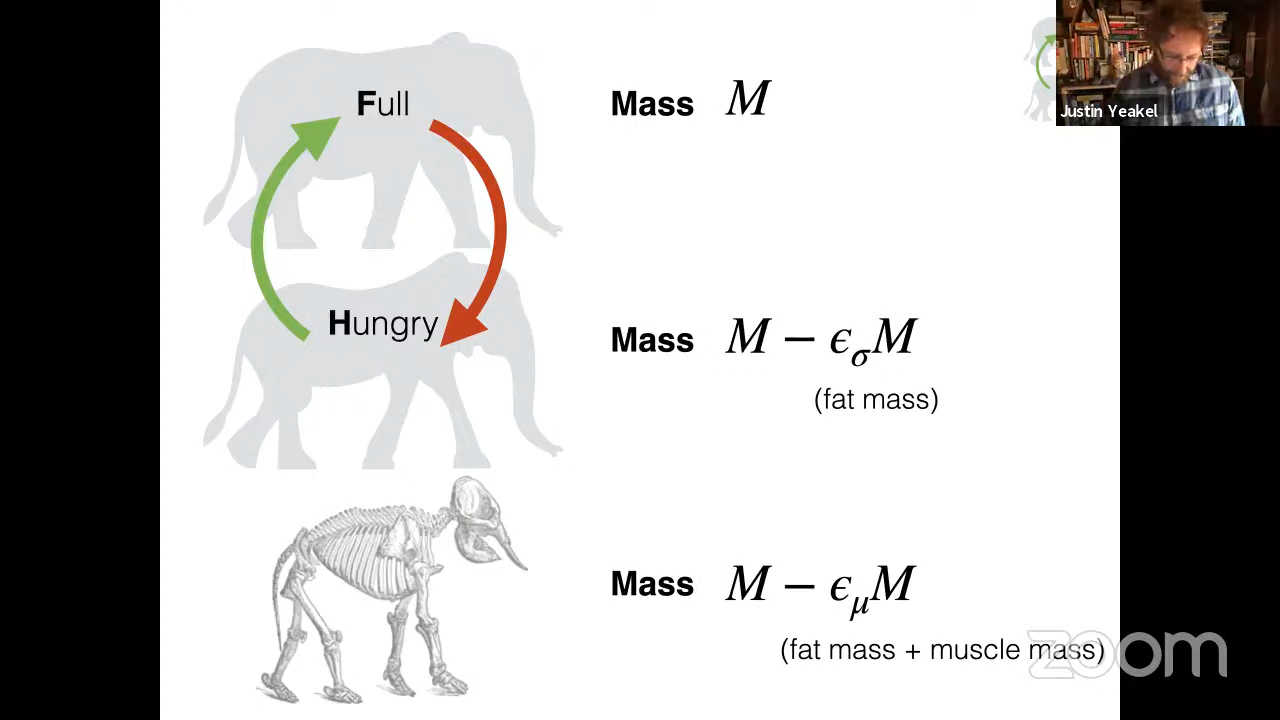 Full
Mass M
Justin Yeakel
Hungry
Mass M − ϵσM
(fat mass)
Mass M − ϵμM
(fat mass + muscle mass)
zoom